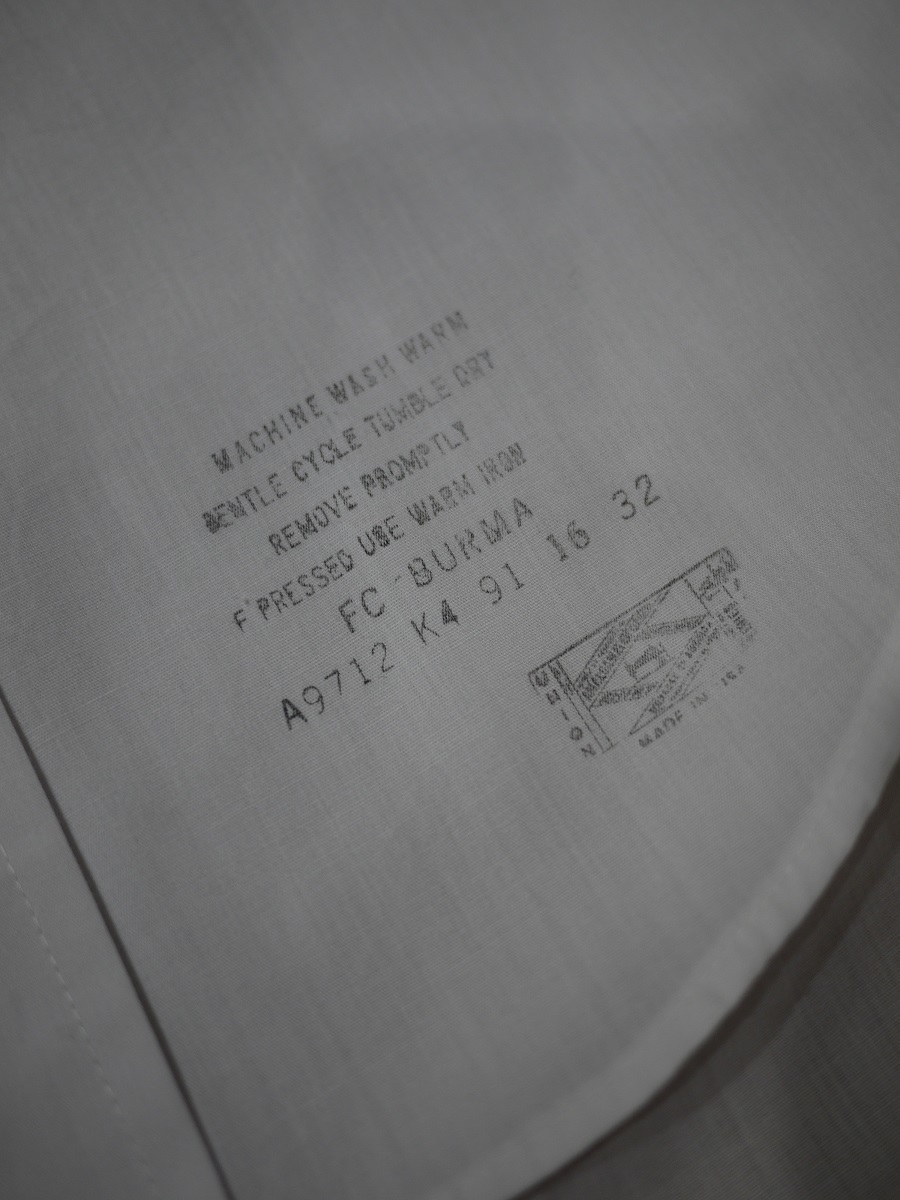 MACHINE WASH WARM
GENTLE CYCLE TUMBLE DRY
REMOVE PROMPTLY
F PRESSED USE WARM IRON
FC-BURMA
A9712 K4 91 16 32
UNION
MADE IN USA